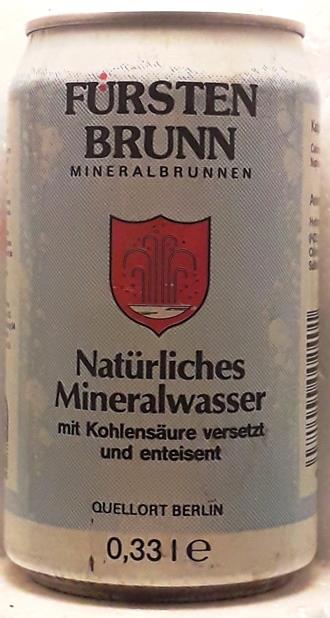 FÜRSTEN
BRUNN
MINERALBRUNNEN
Natürliches
Mineralwasser
mit Kohlensäure versetzt
und enteisent
QUELLORT BERLIN
0,33 l e